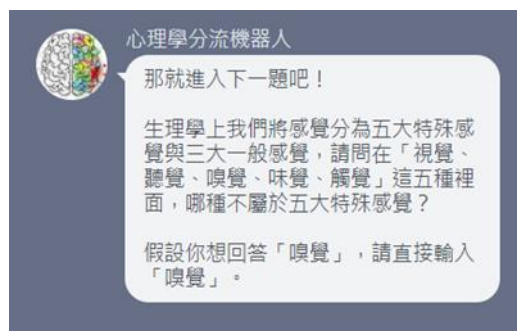 心理學分流機器人
那就進入下一題吧！
生理學上我們將感覺分為五大特殊感
覺與三大一般感覺，請問在「視覺、
聽覺、嗅覺、味覺、觸覺」這五種裡
面，哪種不屬於五大特殊感覺？
假設你想回答「嗅覺」，請直接輸入
「嗅覺」。